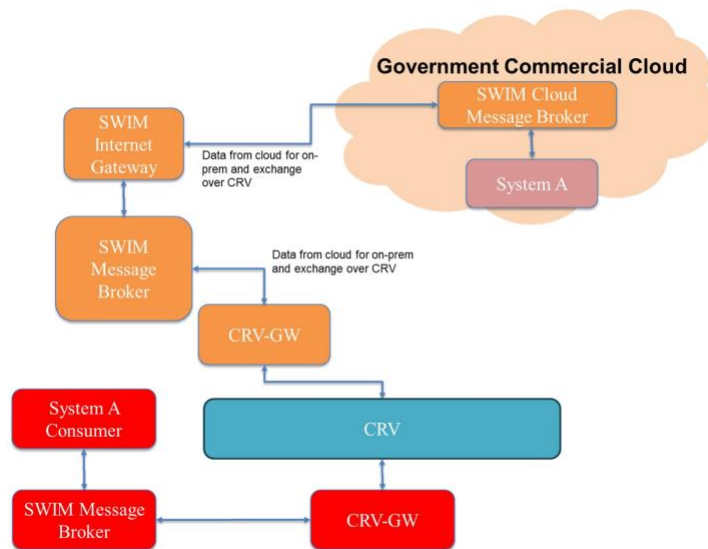 Government Commercial Cloud
SWIM Cloud
Message Broker
System A
SWIM
Internet
Gateway
Data from cloud for on-
prem and exchange over
CRV
SWIM
Message
Broker
Data from cloud for on-prem
and exchange over CRV
CRV-GW
System A
Consumer
CRV
SWIM Message
Broker
CRV-GW